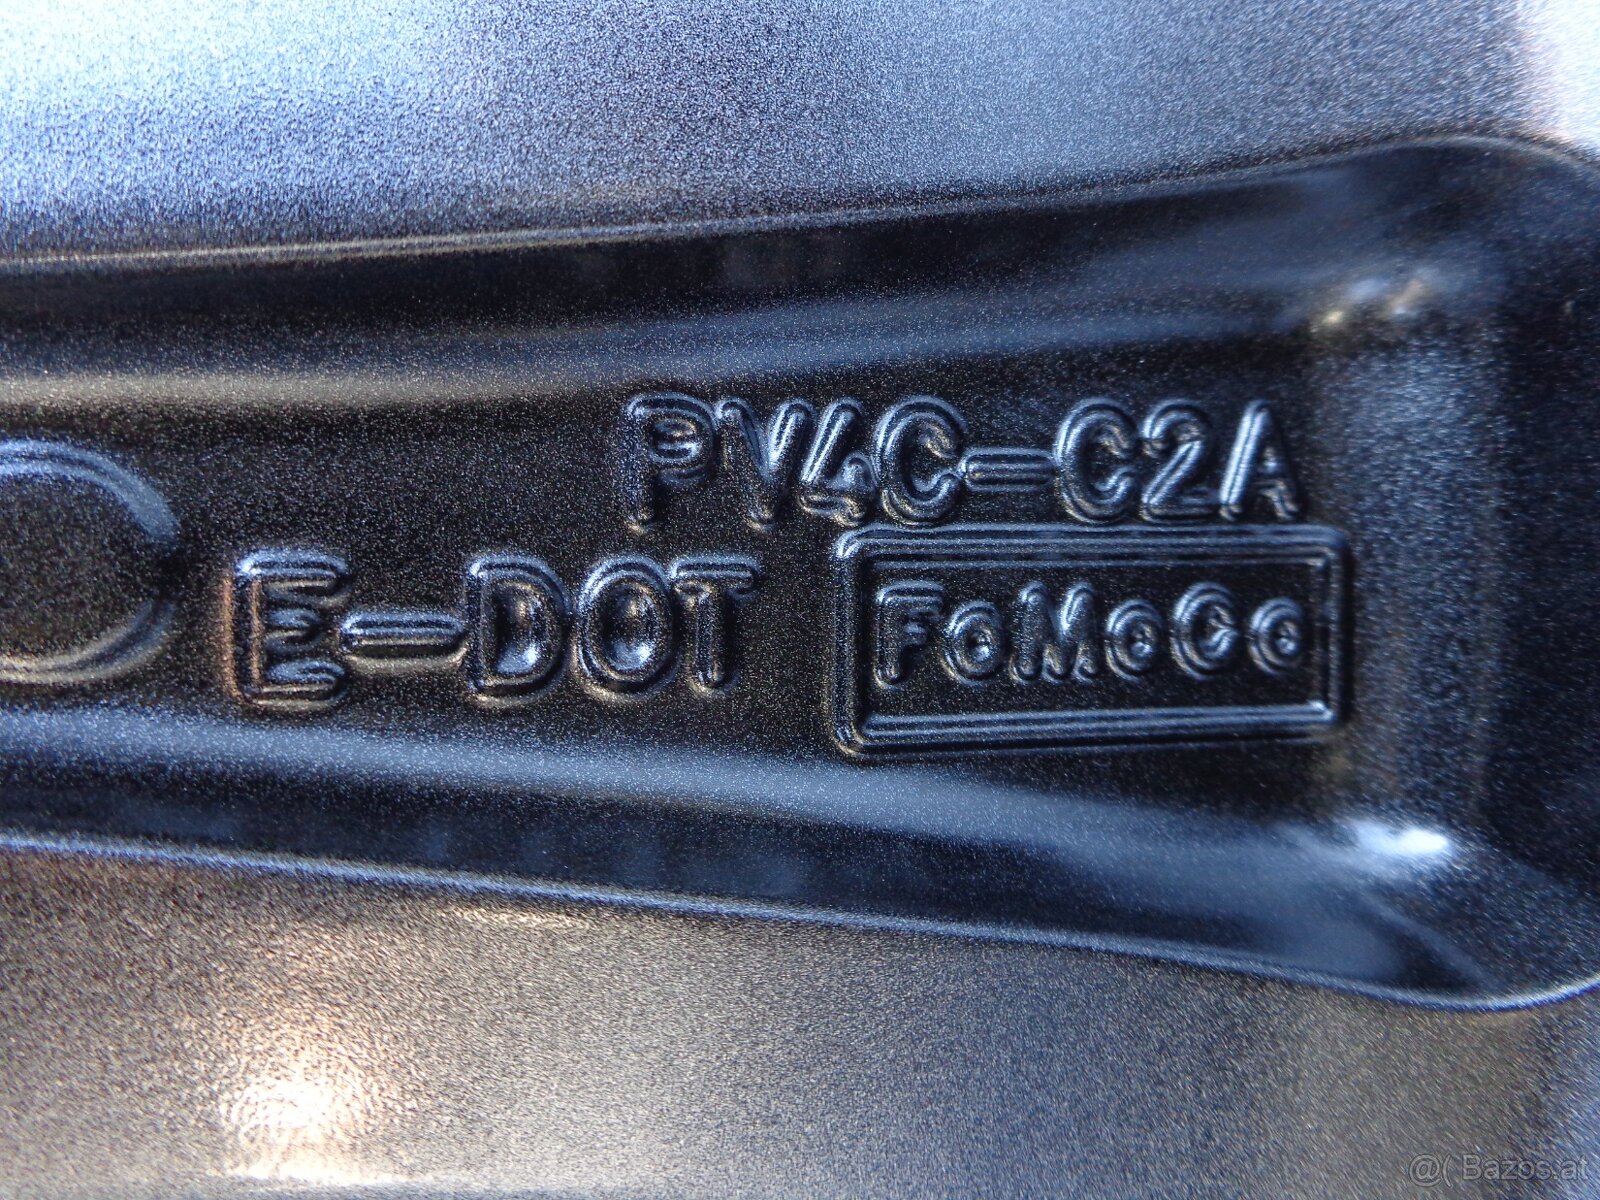 PV4C-C2A
E-DOT FoMoCo
@( Bazos.at